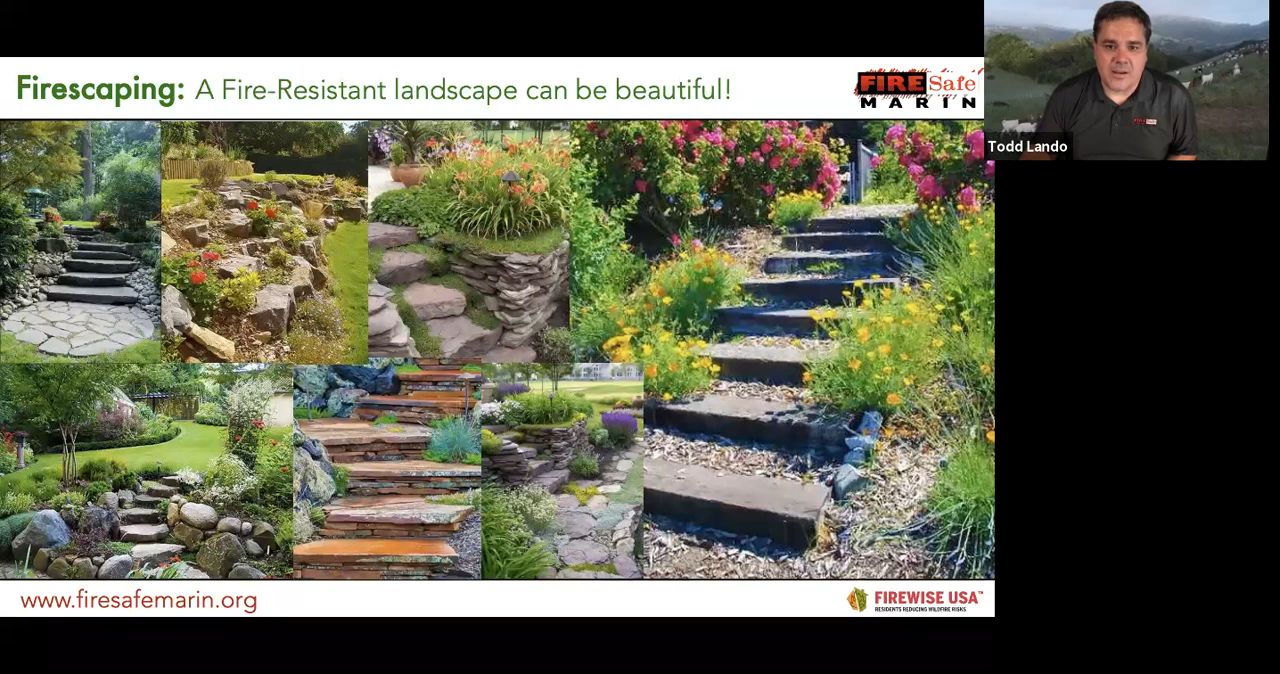 Firescaping: A Fire-Resistant landscape can be beautiful!
FIRE Safe
MARIN
Todd Lando
www.firesafemarin.org
FIREWISE USA™
RESIDENTS REDUCING WILDFIRE RISKS